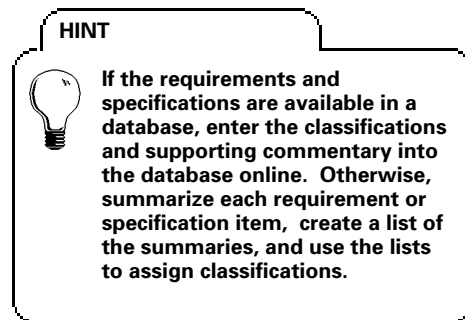 HINT
If the requirements and
specifications are available in a
database, enter the classifications
and supporting commentary into
the database online.  Otherwise,
summarize each requirement or
specification item,  create a list of
the summaries, and use the lists
to assign classifications.